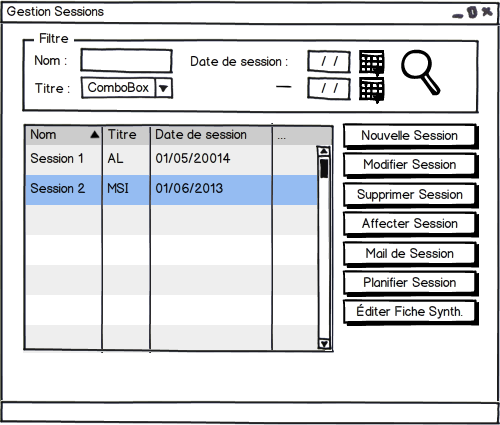 Gestion Sessions
Filtre
Nom :
Date de session :
/ /
Titre :
ComboBox
—
/ /
Nom Titre Date de session ...
Session 1 AL 01/05/20014
Session 2 MSI 01/06/2013
Nouvelle Session
Modifier Session
Supprimer Session
Affecter Session
Mail de Session
Planifier Session
Éditer Fiche Synth.